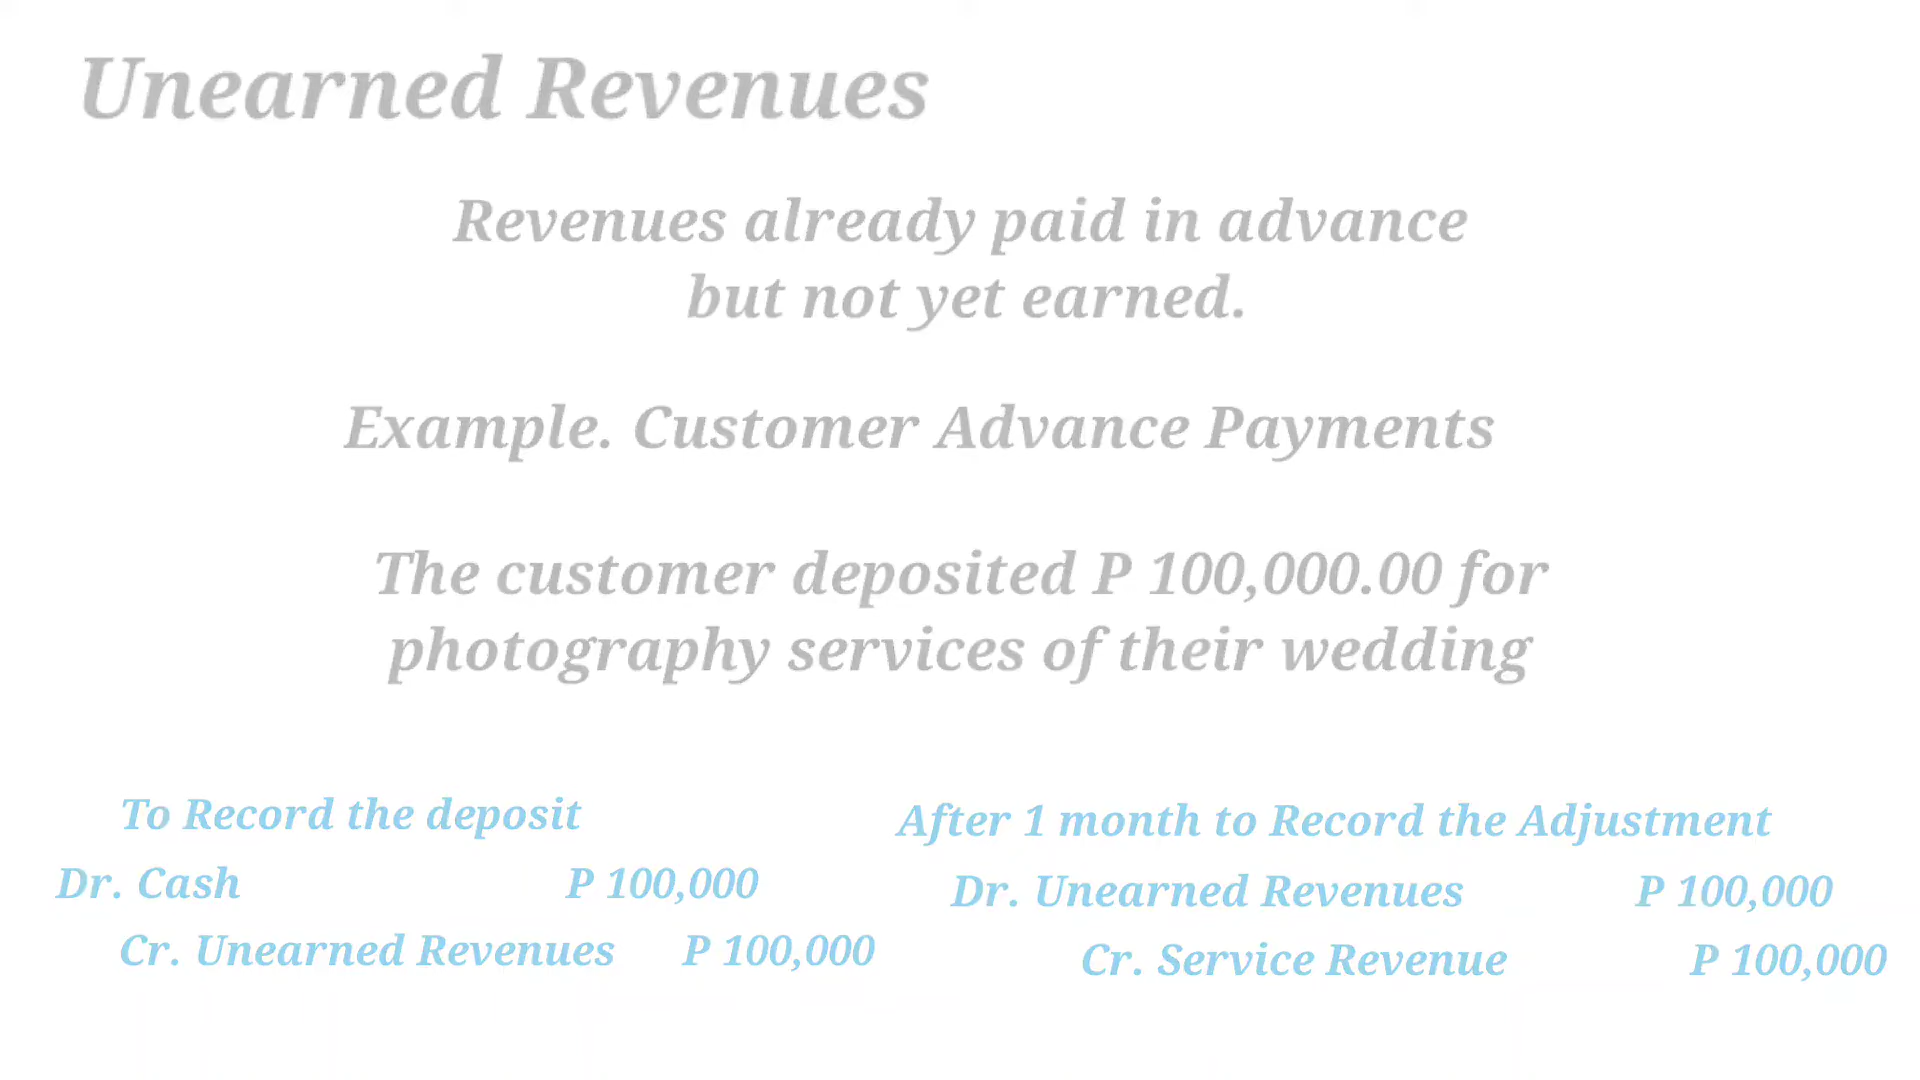 Unearned Revenues
Revenues already paid in advance
but not yet earned.
Example. Customer Advance Payments
The customer deposited P 100,000.00 for
photography services of their wedding
To Record the deposit
Dr. Cash P 100,000
Cr. Unearned Revenues P 100,000
After 1 month to Record the Adjustment
Dr. Unearned Revenues P 100,000
Cr. Service Revenue P 100,000